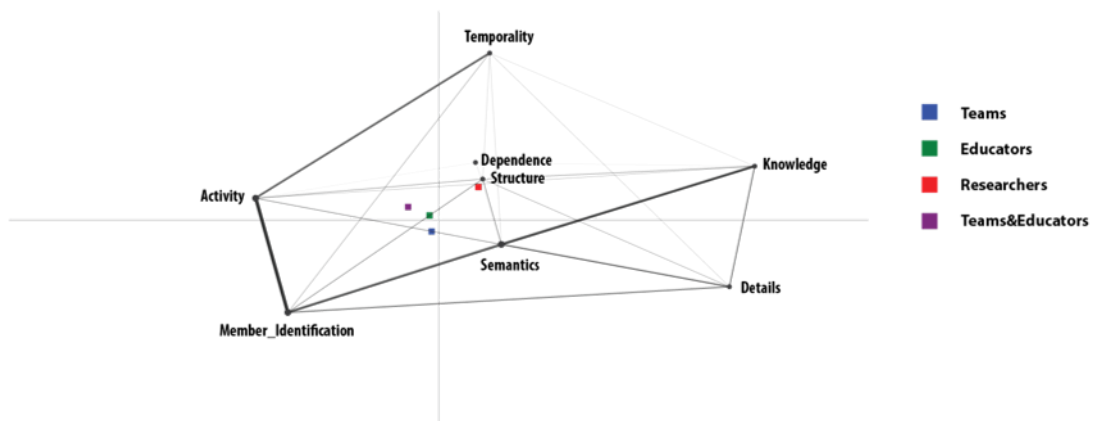 Temporality
Dependence
Structure
Knowledge
Activity
Semantics
Details
Member_Identification
Teams
Educators
Researchers
Teams&Educators